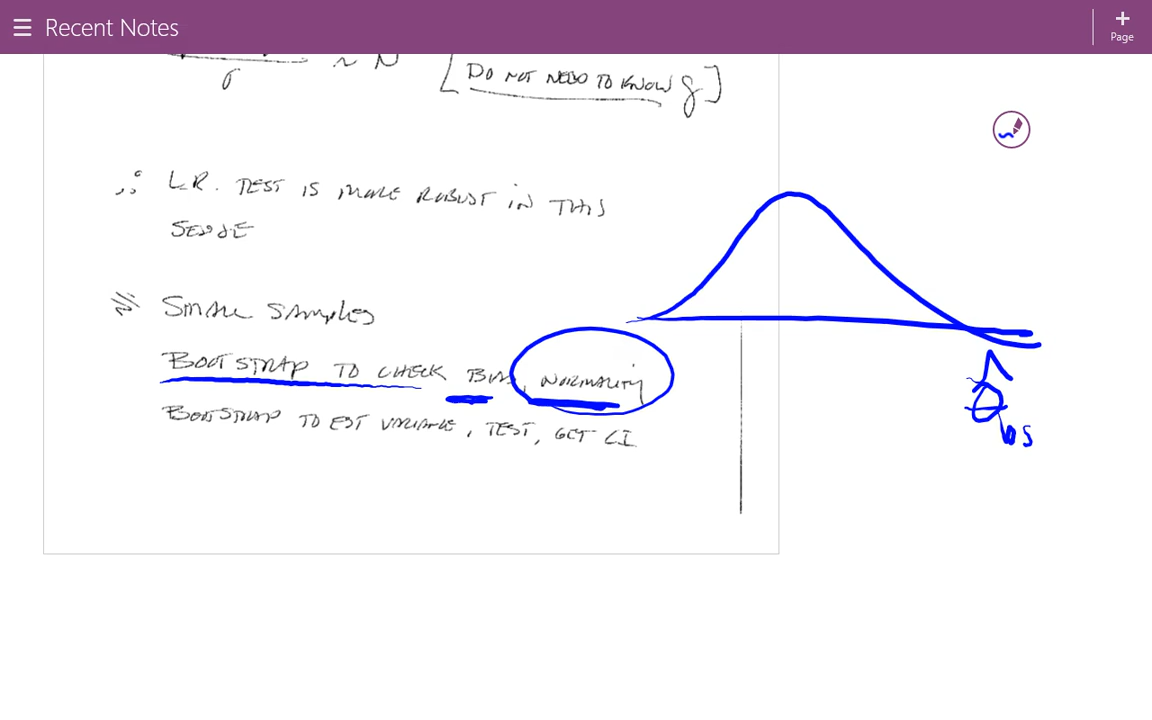 Recent Notes
+
Page
σ ~ N [DO NOT NEED TO KNOW g]
∴ L.R. TEST IS MORE ROBUST IN THIS
SENSE
SMALL SAMPLES
BOOTSTRAP TO CHECK BIAS, NORMALITY
BOOTSTRAP TO EST VARIANCE, TEST, GET CI
θ̂bs